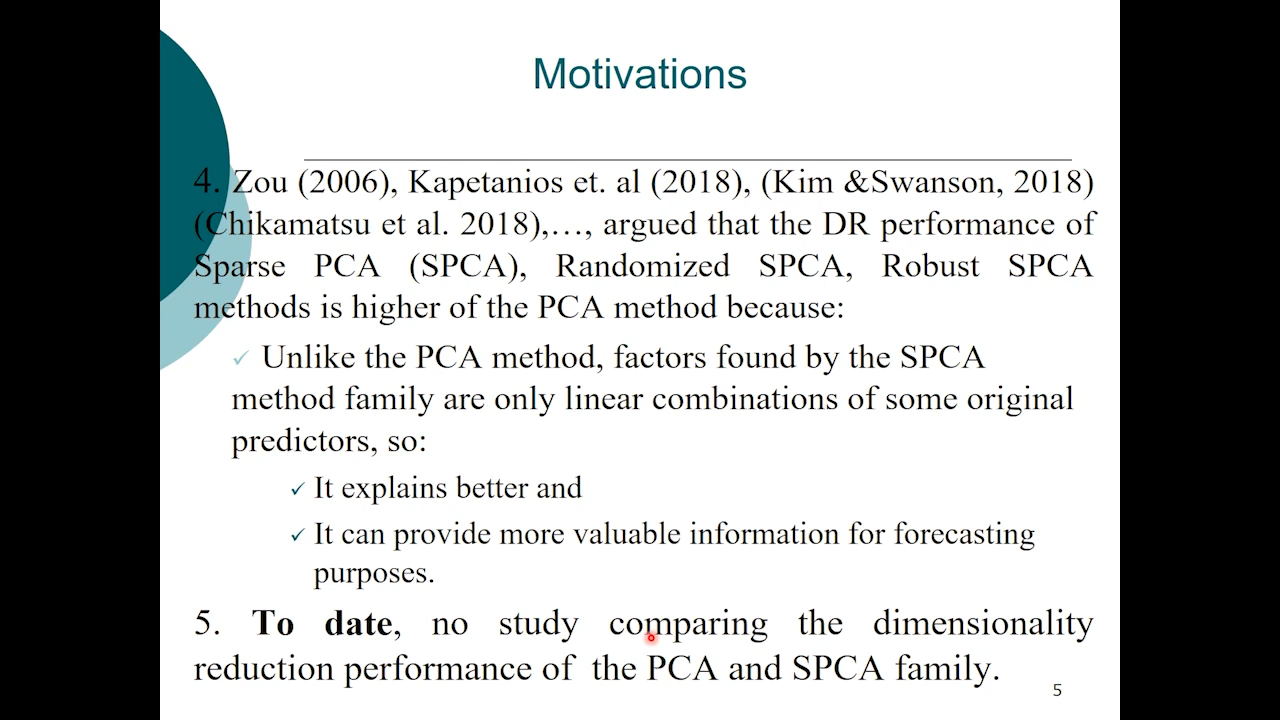 Motivations
4. Zou (2006), Kapetanios et. al (2018), (Kim &Swanson, 2018)
(Chikamatsu et al. 2018),…, argued that the DR performance of
Sparse PCA (SPCA), Randomized SPCA, Robust SPCA
methods is higher of the PCA method because:
✓ Unlike the PCA method, factors found by the SPCA
method family are only linear combinations of some original
predictors, so:
✓ It explains better and
✓ It can provide more valuable information for forecasting
purposes.
5. To date, no study comparing the dimensionality
reduction performance of the PCA and SPCA family.
5